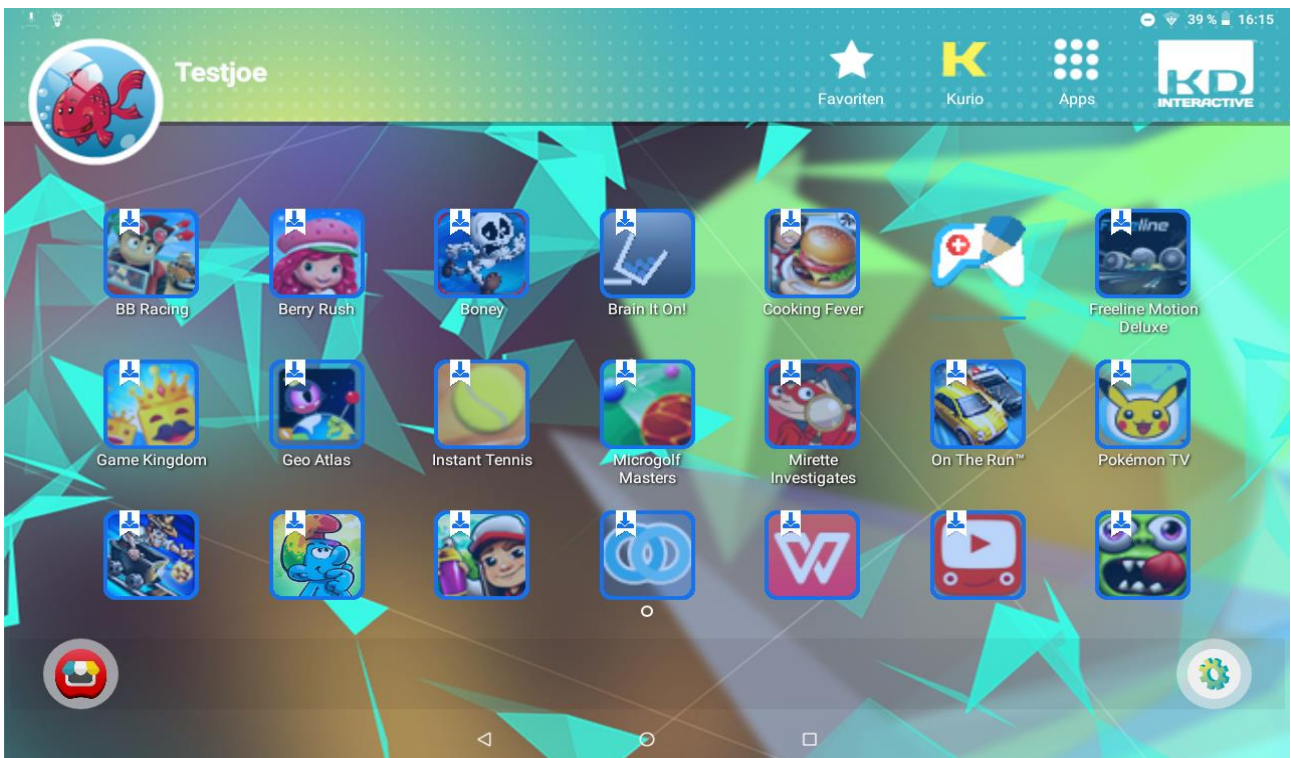 39 % 16:15
Testjoe
Favoriten
Kurio
Apps
KD
INTERACTIVE
BB Racing
Berry Rush
Boney
Brain It On!
Cooking Fever
Freeline Motion
Deluxe
Game Kingdom
Geo Atlas
Instant Tennis
Microgolf
Masters
Mirette
Investigates
On The Run™
Pokémon TV